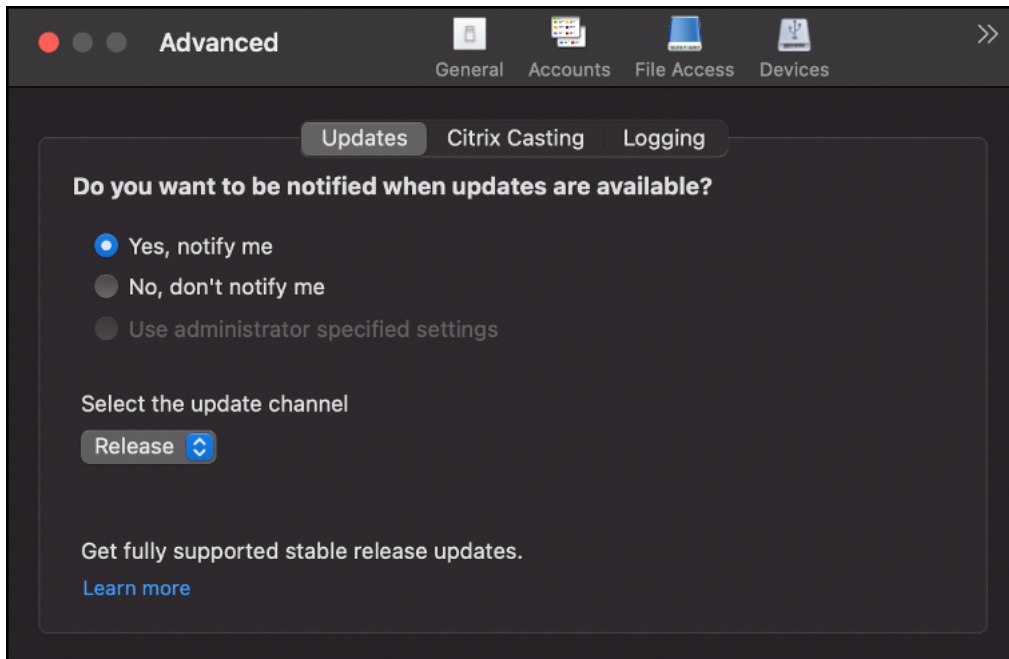 Advanced
General Accounts File Access Devices
Updates Citrix Casting Logging
Do you want to be notified when updates are available?
Yes, notify me
No, don't notify me
Use administrator specified settings
Select the update channel
Release
Get fully supported stable release updates.
Learn more